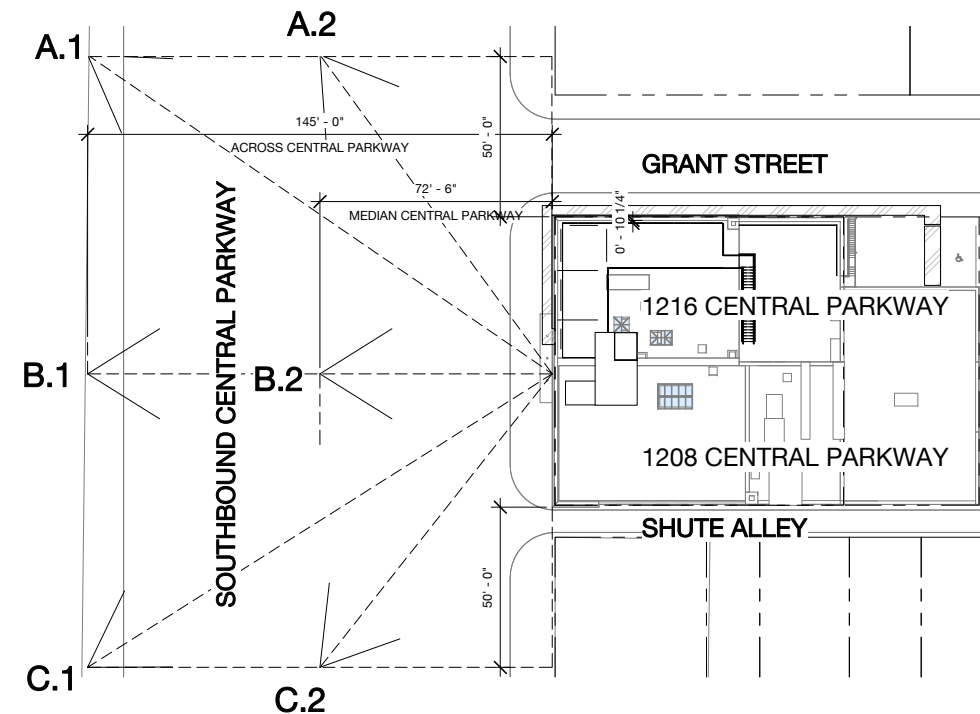 A.2
A.1
145' - 0"
ACROSS CENTRAL PARKWAY
50' - 0"
GRANT STREET
72' - 6"
MEDIAN CENTRAL PARKWAY
0' - 10 1/4"
SOUTHBOUND CENTRAL PARKWAY
1216 CENTRAL PARKWAY
B.1
B.2
1208 CENTRAL PARKWAY
SHUTE ALLEY
50' - 0"
C.1
C.2